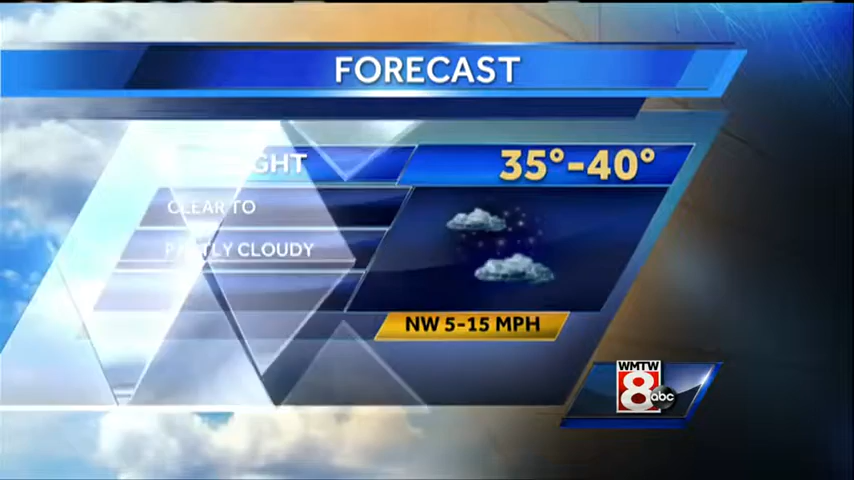 FORECAST
35°-40°
CLEAR TO
PARTLY CLOUDY
NW 5-15 MPH
WMTW
8
abc